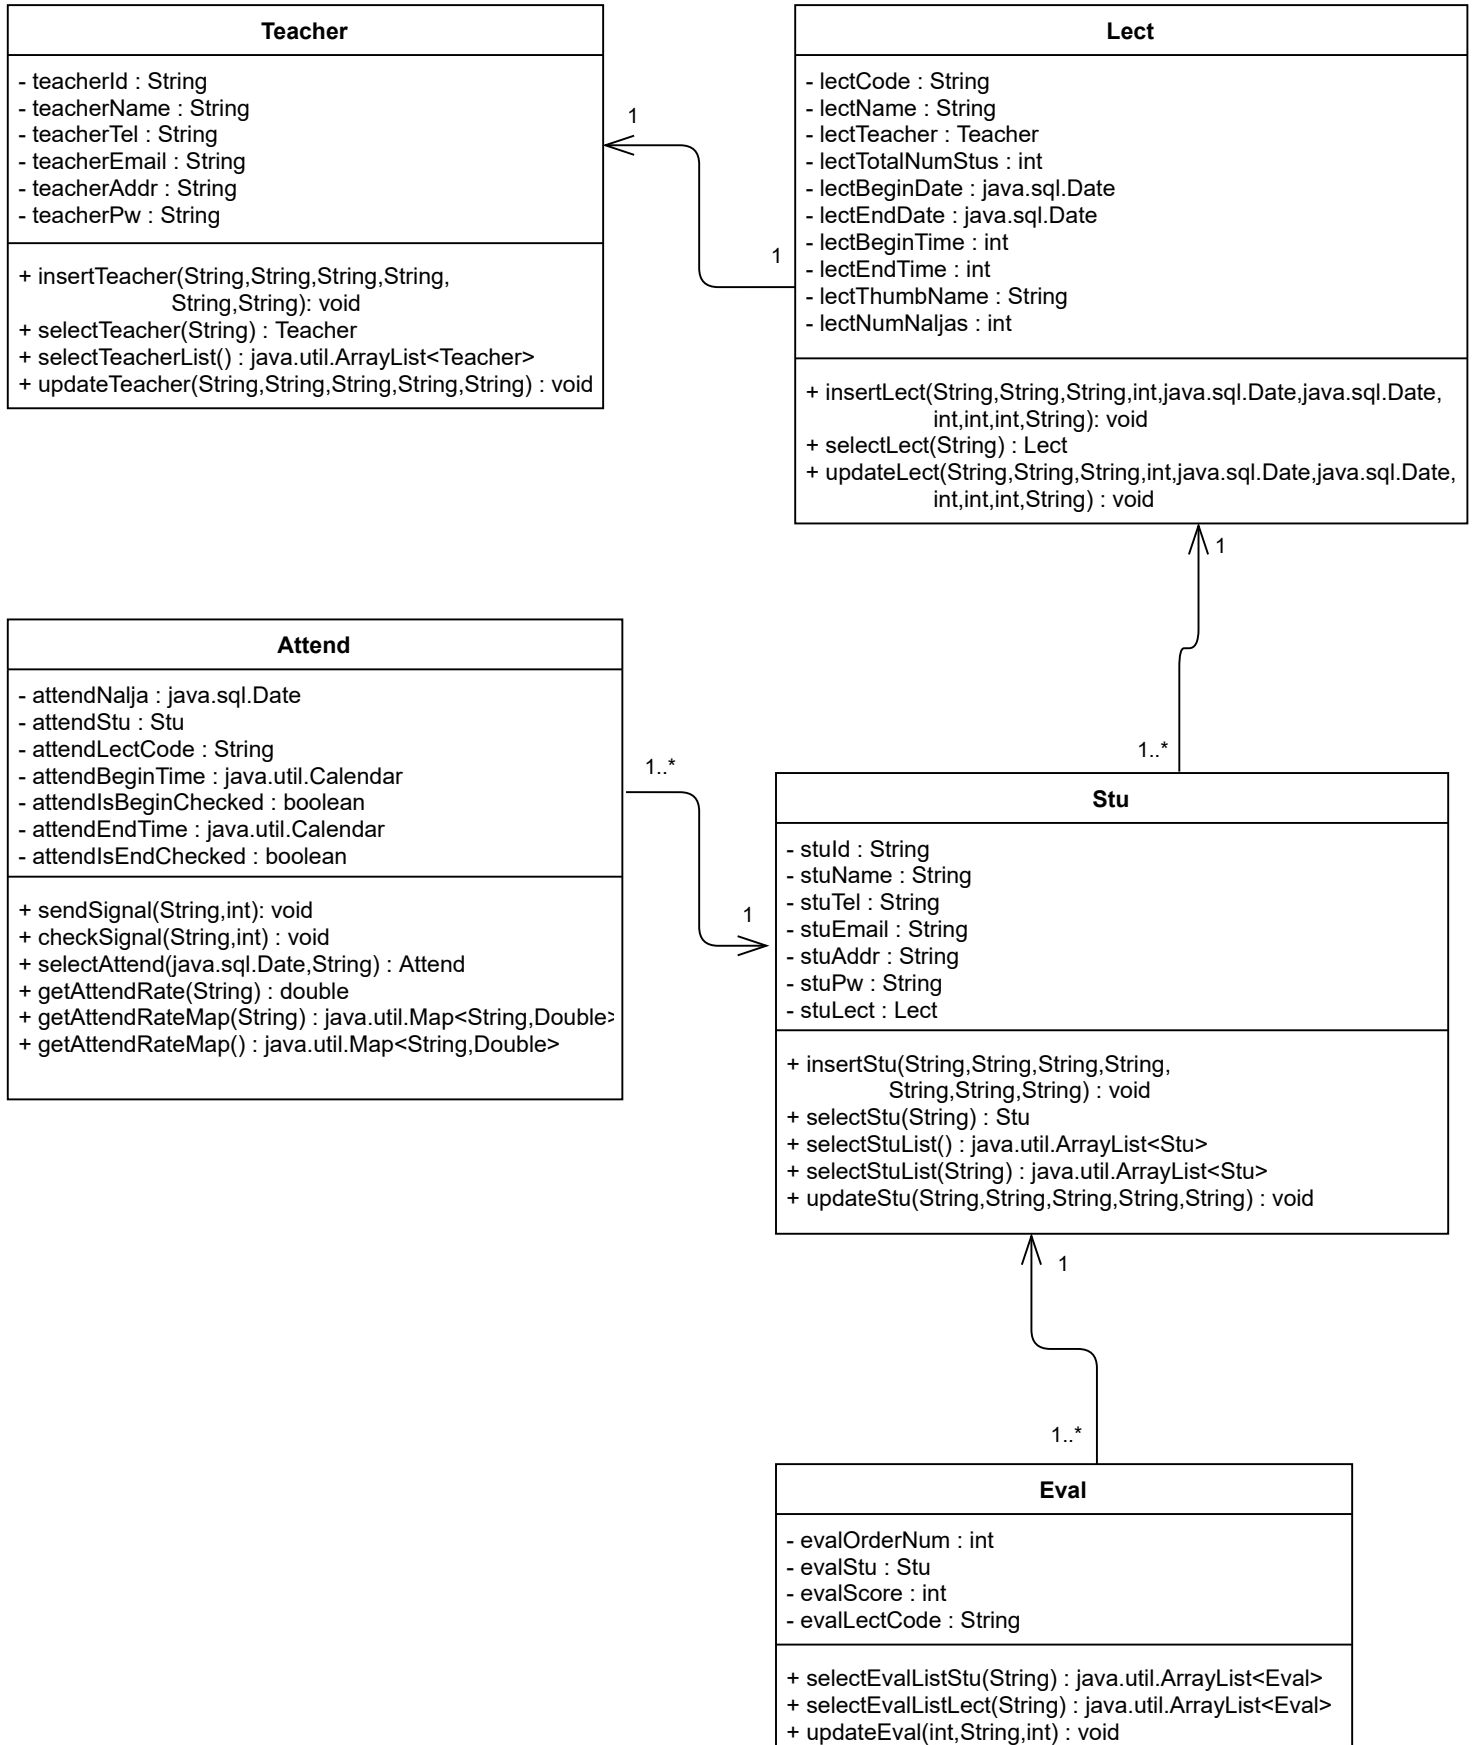 Teacher
- teacherId : String
- teacherName : String
- teacherTel : String
- teacherEmail : String
- teacherAddr : String
- teacherPw : String
+ insertTeacher(String,String,String,String,
String,String): void
+ selectTeacher(String) : Teacher
+ selectTeacherList() : java.util.ArrayList<Teacher>
+ updateTeacher(String,String,String,String,String) : void
1
1
Lect
- lectCode : String
- lectName : String
- lectTeacher : Teacher
- lectTotalNumStus : int
- lectBeginDate : java.sql.Date
- lectEndDate : java.sql.Date
- lectBeginTime : int
- lectEndTime : int
- lectThumbName : String
- lectNumNaljas : int
+ insertLect(String,String,String,int,java.sql.Date,java.sql.Date,
int,int,int,String): void
+ selectLect(String) : Lect
+ updateLect(String,String,String,int,java.sql.Date,java.sql.Date,
int,int,int,String) : void
1
1..*
Attend
- attendNalja : java.sql.Date
- attendStu : Stu
- attendLectCode : String
- attendBeginTime : java.util.Calendar
- attendIsBeginChecked : boolean
- attendEndTime : java.util.Calendar
- attendIsEndChecked : boolean
+ sendSignal(String,int): void
+ checkSignal(String,int) : void
+ selectAttend(java.sql.Date,String) : Attend
+ getAttendRate(String) : double
+ getAttendRateMap(String) : java.util.Map<String,Double>
+ getAttendRateMap() : java.util.Map<String,Double>
1..*
1
Stu
- stuId : String
- stuName : String
- stuTel : String
- stuEmail : String
- stuAddr : String
- stuPw : String
- stuLect : Lect
+ insertStu(String,String,String,String,
String,String,String) : void
+ selectStu(String) : Stu
+ selectStuList() : java.util.ArrayList<Stu>
+ selectStuList(String) : java.util.ArrayList<Stu>
+ updateStu(String,String,String,String,String) : void
1
1..*
Eval
- evalOrderNum : int
- evalStu : Stu
- evalScore : int
- evalLectCode : String
+ selectEvalListStu(String) : java.util.ArrayList<Eval>
+ selectEvalListLect(String) : java.util.ArrayList<Eval>
+ updateEval(int,String,int) : void